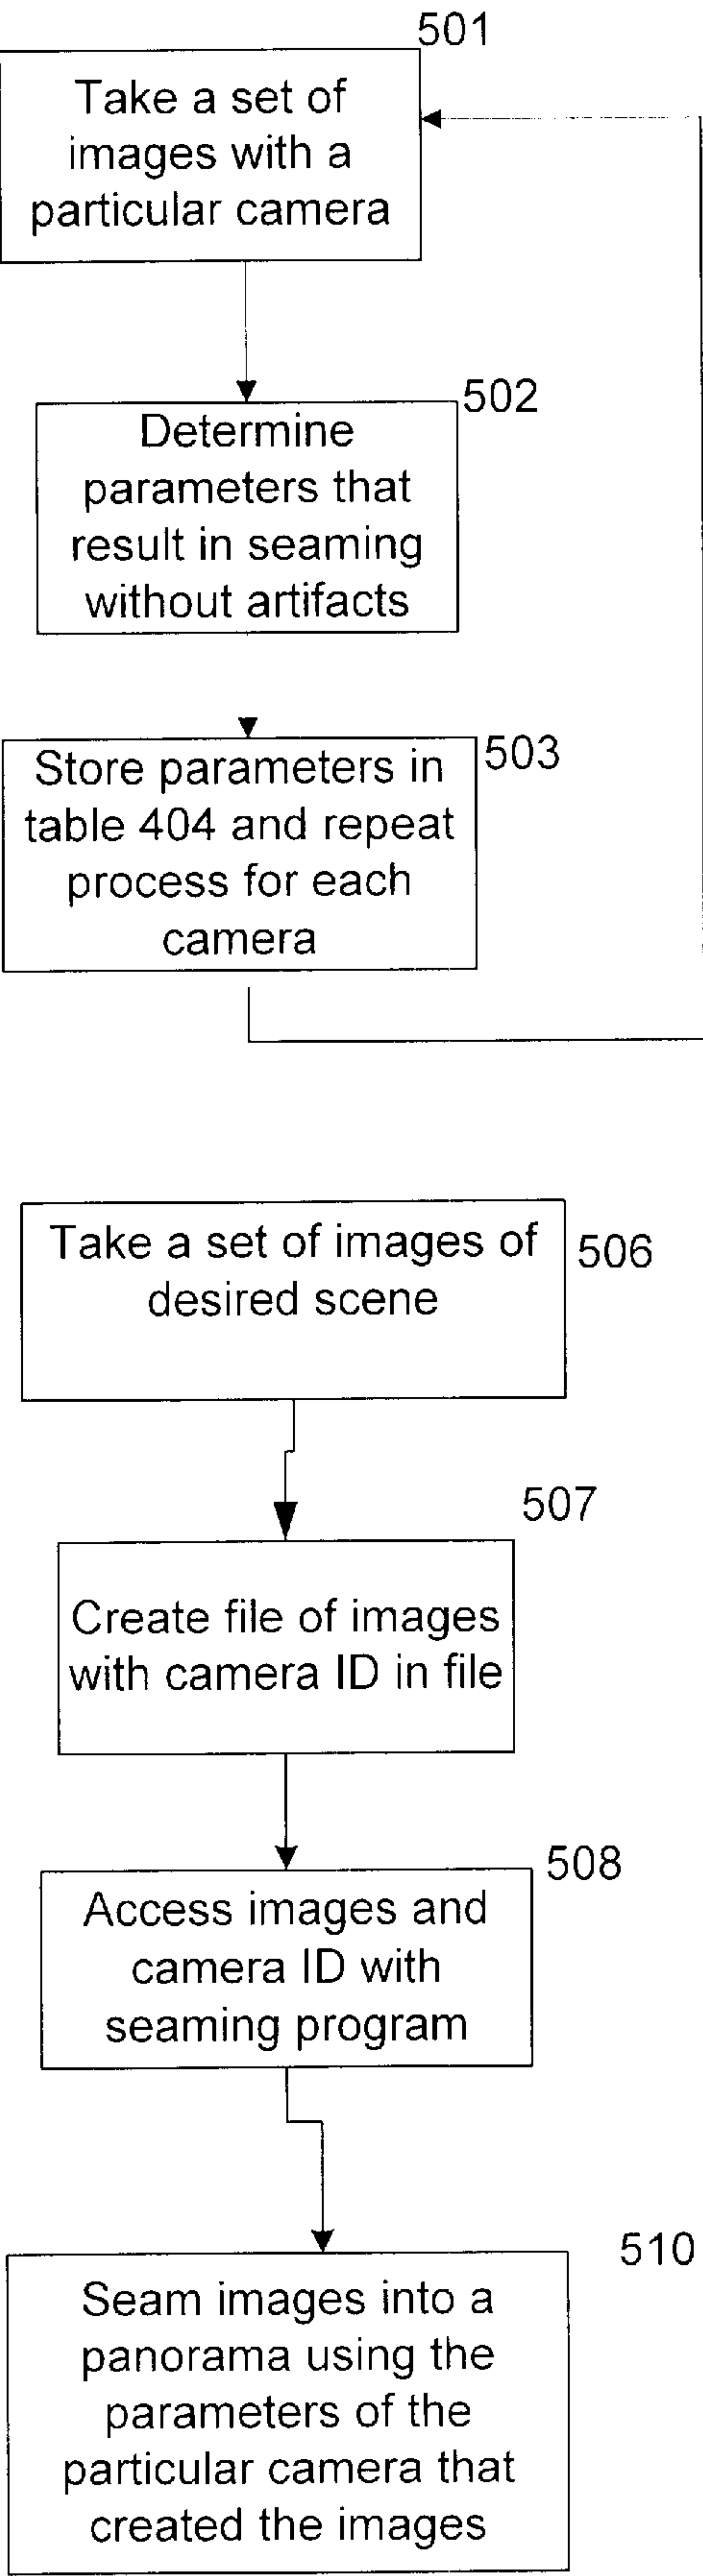 501
Take a set of
images with a
particular camera
502
Determine
parameters that
result in seaming
without artifacts
503
Store parameters in
table 404 and repeat
process for each
camera
Take a set of images of
desired scene
506
507
Create file of images
with camera ID in file
508
Access images and
camera ID with
seaming program
510
Seam images into a
panorama using the
parameters of the
particular camera that
created the images